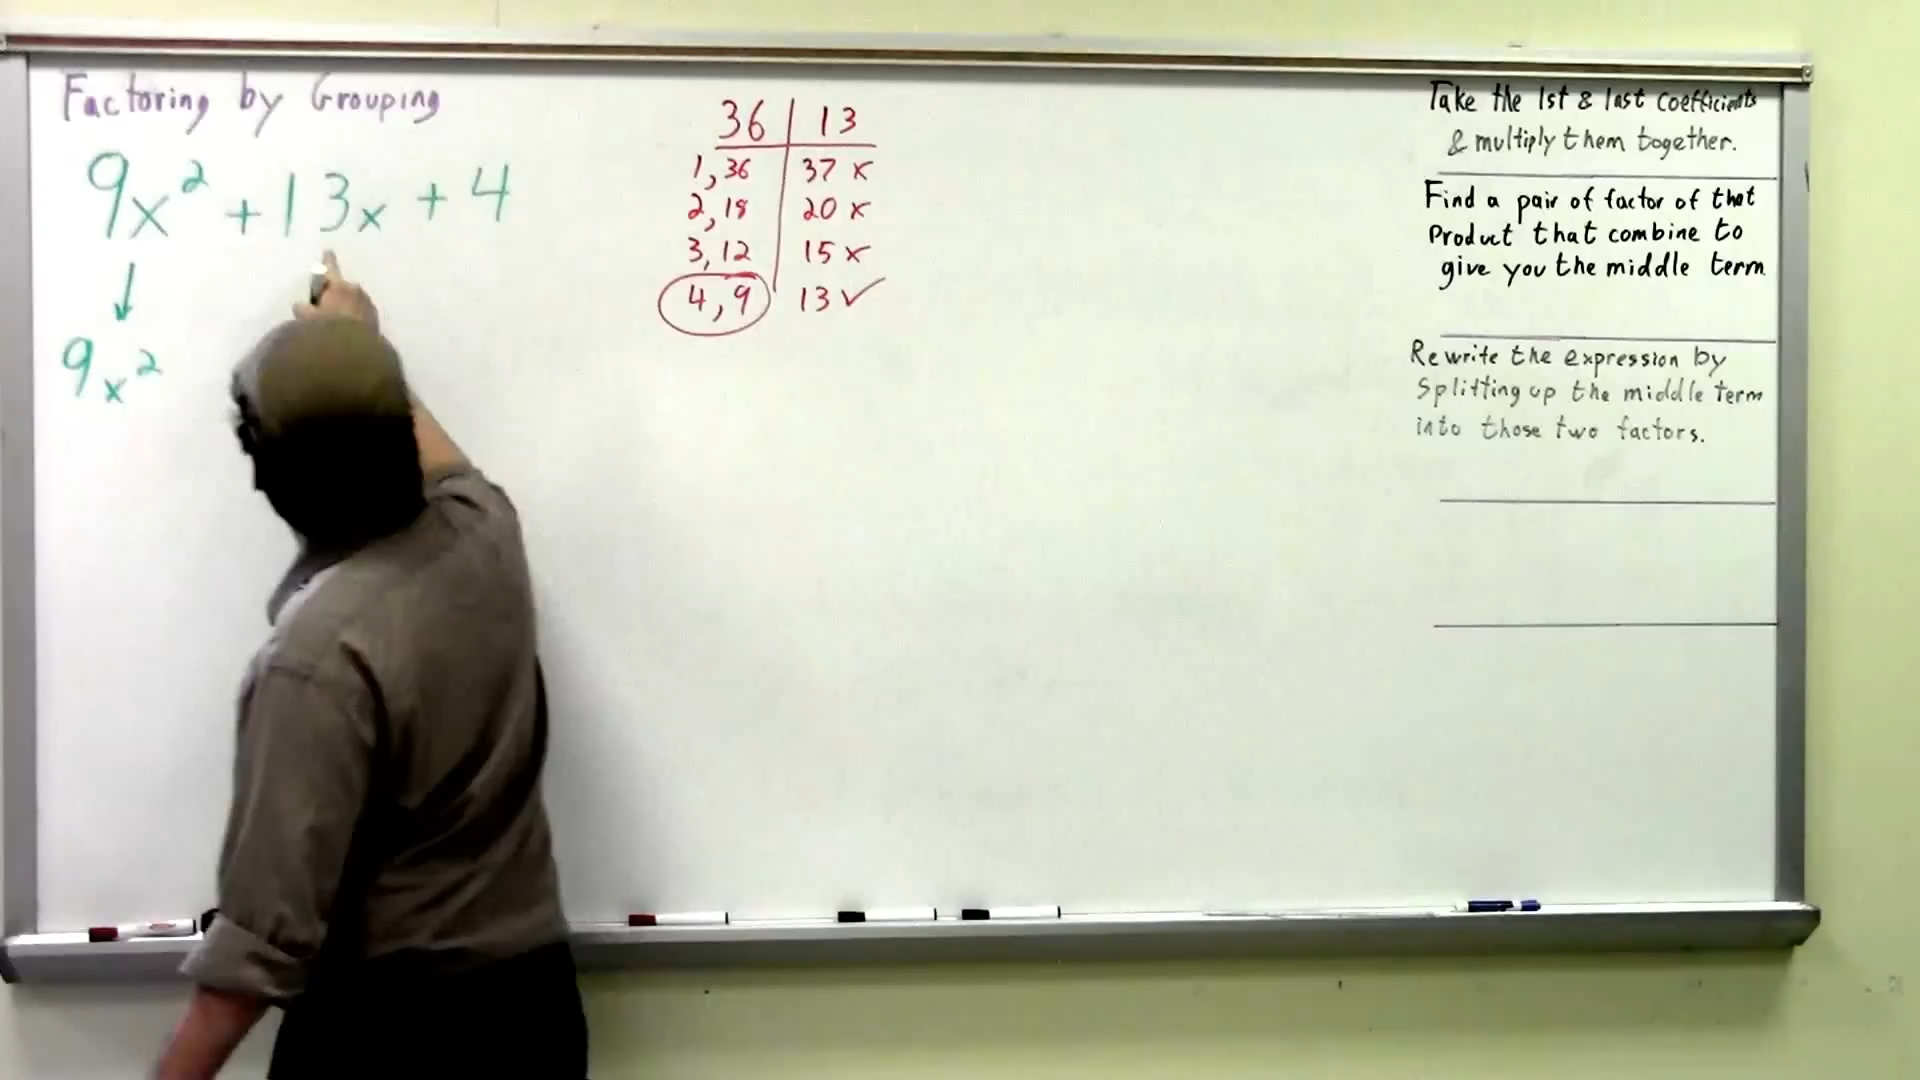 Factoring by Grouping
9x² + 13x + 4
↓
9x²
36 | 13
1, 36 | 37 x
2, 18 | 20 x
3, 12 | 15 x
4, 9 | 13 ✓
Take the 1st & last coefficients
& multiply them together.
Find a pair of factor of that
Product that combine to
give you the middle term
Rewrite the expression by
Splitting up the middle term
into those two factors.